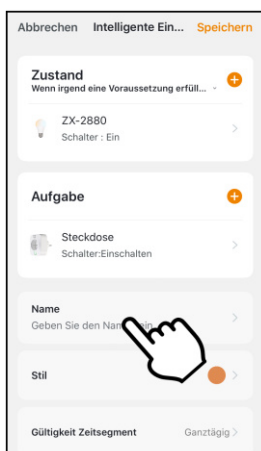 Abbrechen Intelligente Ein... Speichern
Zustand
Wenn irgend eine Voraussetzung erfüll...
ZX-2880
Schalter : Ein
Aufgabe
Steckdose
Schalter:Einschalten
Name
Geben Sie den Nam
Stil
Gültigkeit Zeitsegment Ganztägig